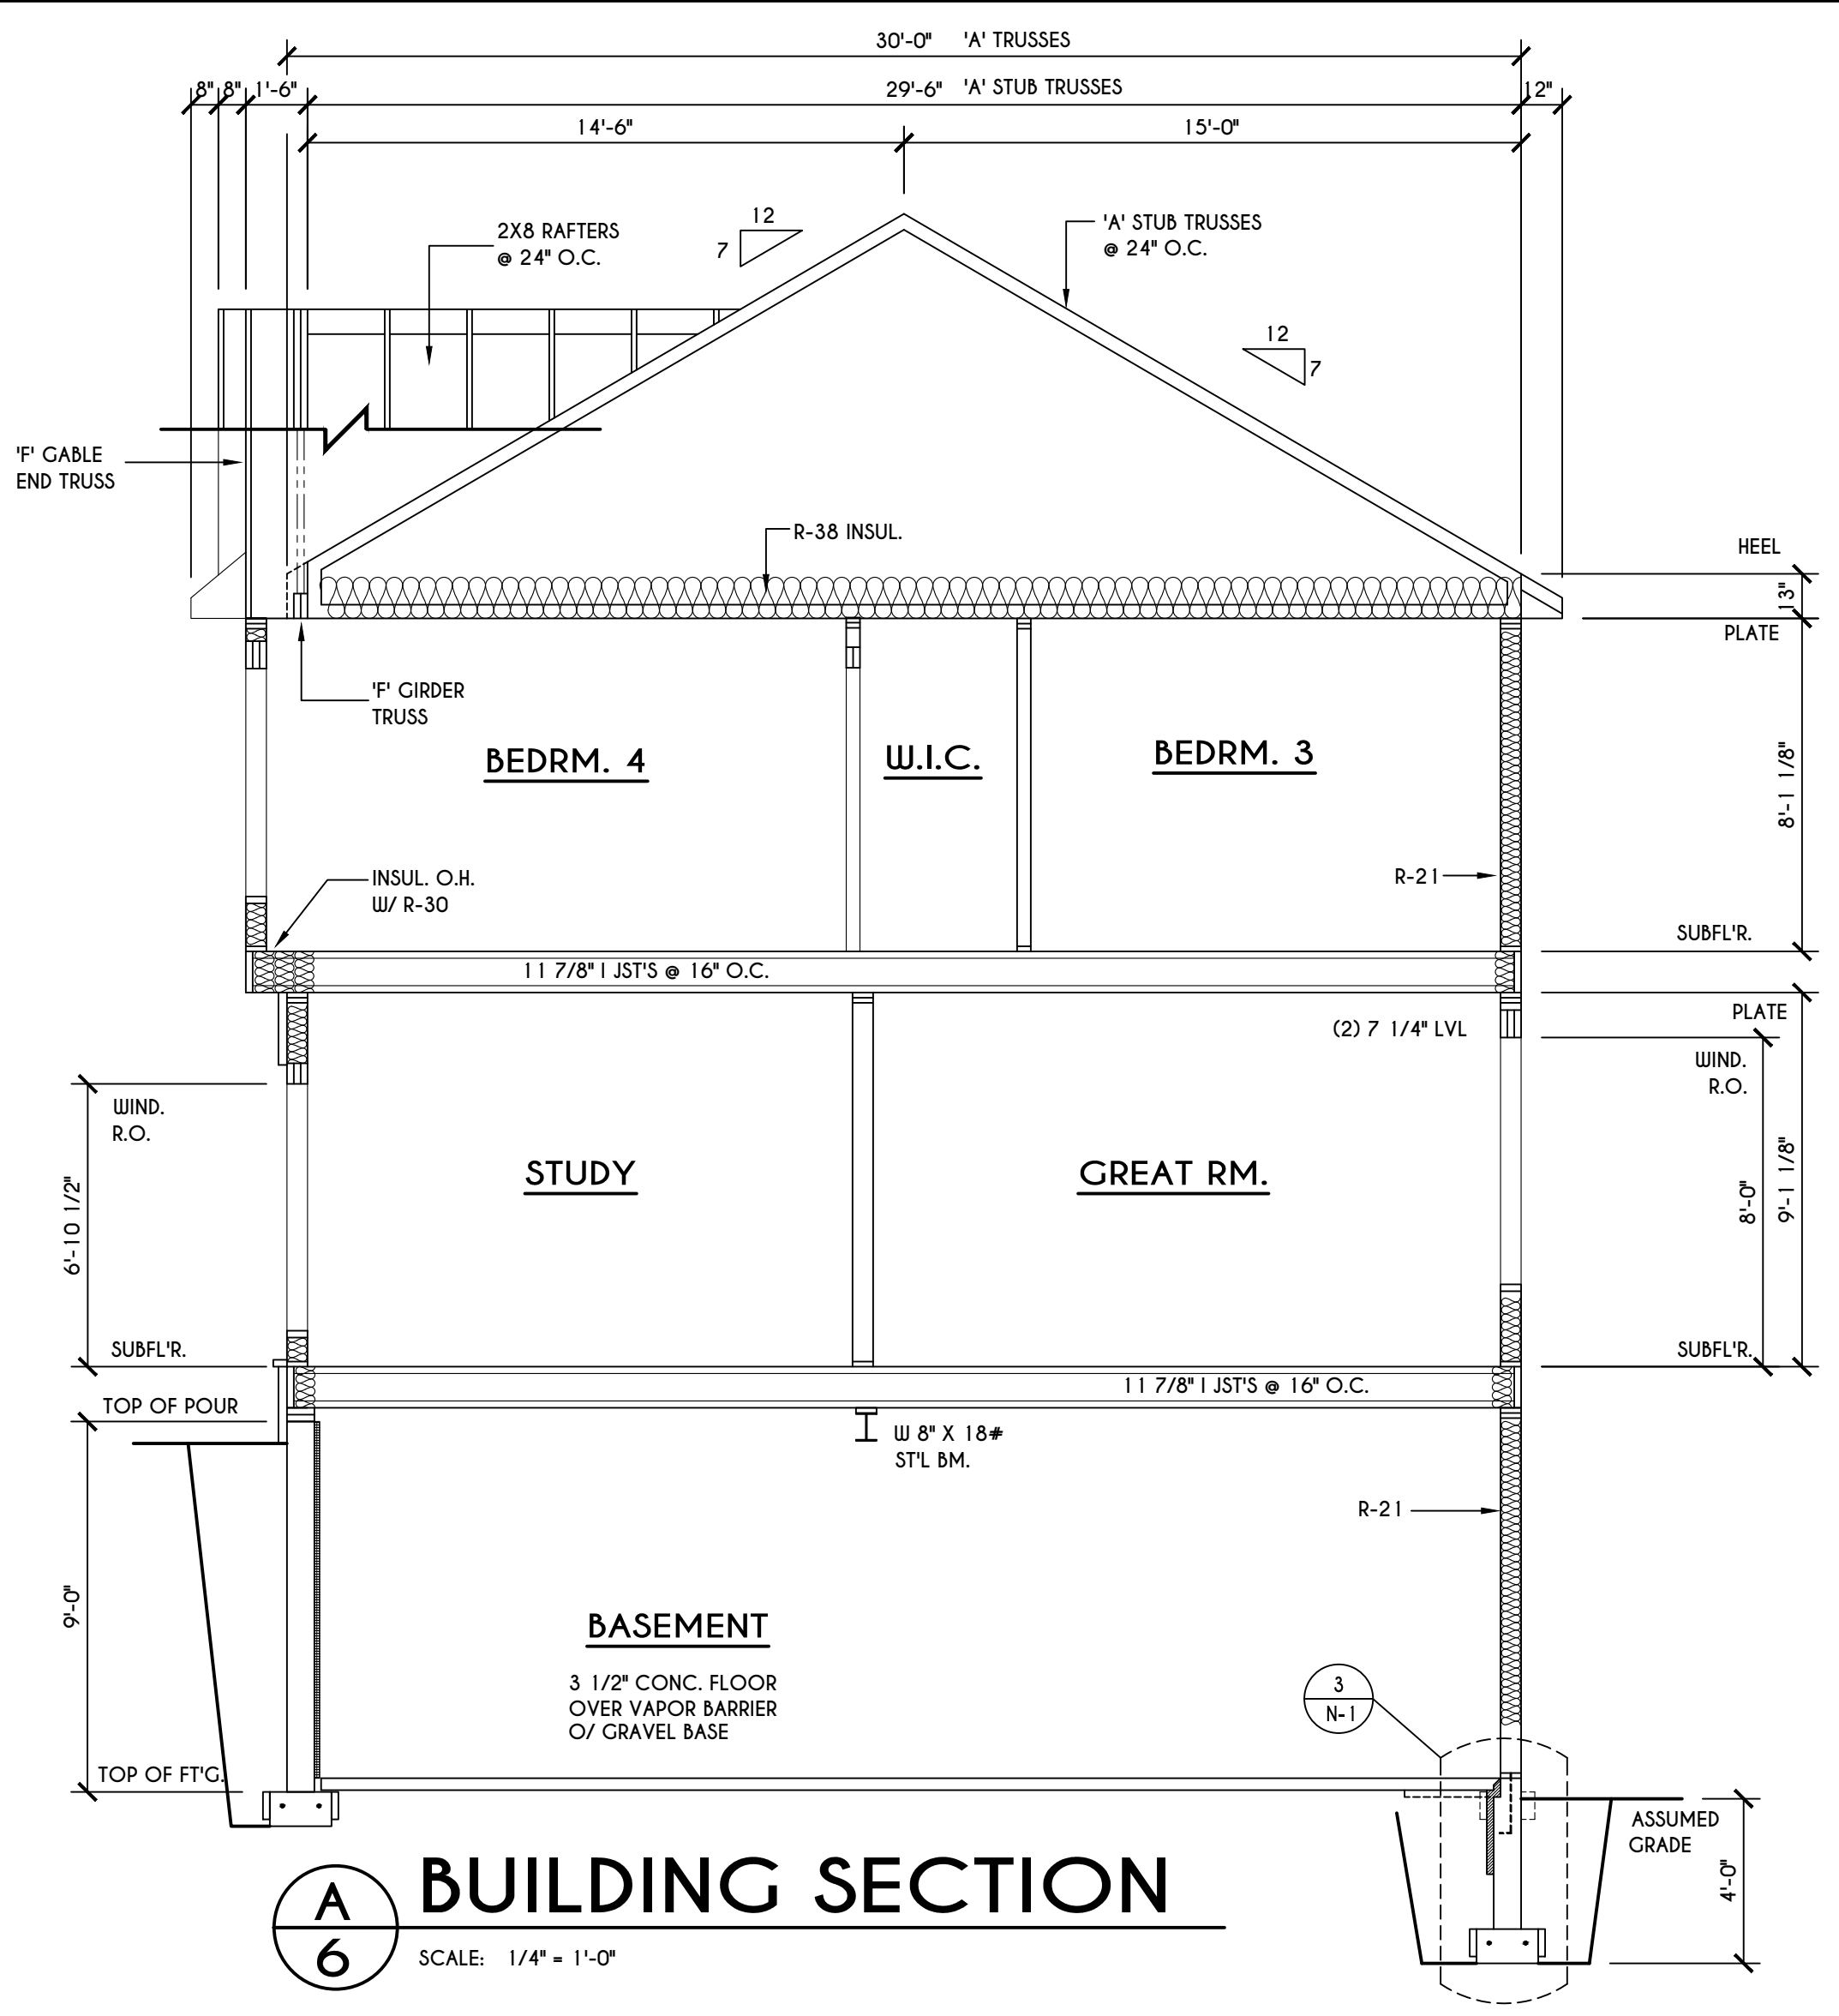 30'-0" 'A' TRUSSES
8" 8" 1'-6" 29'-6" 'A' STUB TRUSSES 12"
14'-6" 15'-0"
12
7
2X8 RAFTERS
@ 24" O.C.
'A' STUB TRUSSES
@ 24" O.C.
12
7
'F' GABLE
END TRUSS
R-38 INSUL.
HEEL
13"
PLATE
'F' GIRDER
TRUSS
BEDRM. 4
W.I.C.
BEDRM. 3
8'-1 1/8"
INSUL. O.H.
W/ R-30
R-21
SUBFL'R.
11 7/8" I JST'S @ 16" O.C.
PLATE
(2) 7 1/4" LVL
WIND.
R.O.
WIND.
R.O.
6'-10 1/2"
STUDY
GREAT RM.
8'-0"
9'-1 1/8"
SUBFL'R.
SUBFL'R.
11 7/8" I JST'S @ 16" O.C.
TOP OF POUR
W 8" X 18#
ST'L BM.
R-21
9'-0"
BASEMENT
3 1/2" CONC. FLOOR
OVER VAPOR BARRIER
O/ GRAVEL BASE
3
N-1
TOP OF FT'G.
ASSUMED
GRADE
4'-0"
A
6
BUILDING SECTION
SCALE: 1/4" = 1'-0"